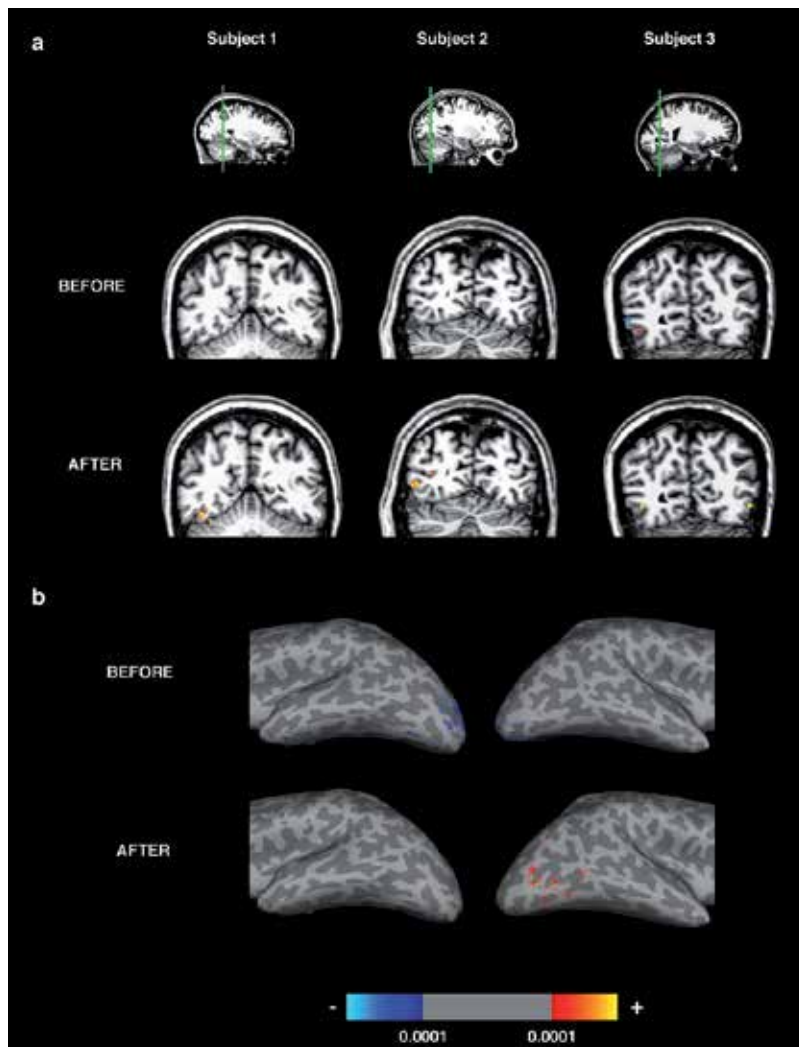 a
Subject 1 Subject 2 Subject 3
BEFORE
AFTER
b
BEFORE
AFTER
- +
0.0001 0.0001